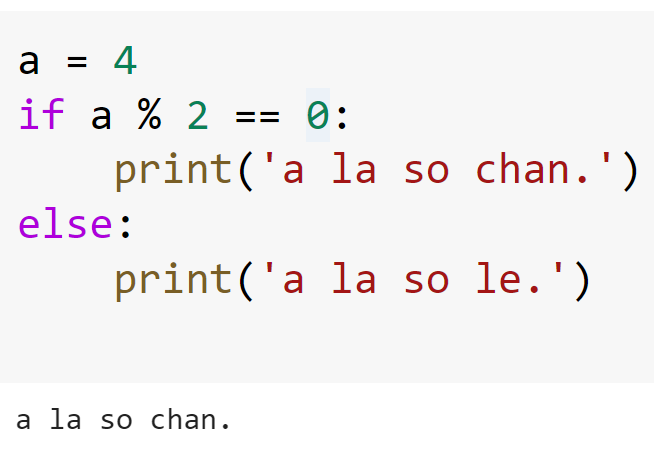 a = 4
if a % 2 == 0:
    print('a la so chan.')
else:
    print('a la so le.')
a la so chan.